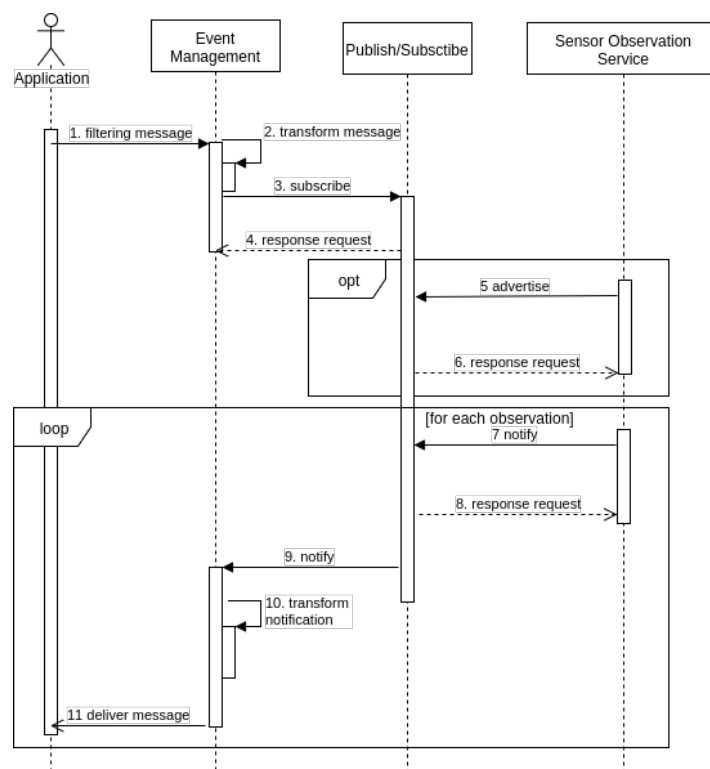 Event
Management
Publish/Subsctibe
Sensor Observation
Service
Application
1. filtering message
2. transform message
3. subscribe
4. response request
opt
5 advertise
6. response request
loop
[for each observation]
7 notify
8. response request
9. notify
10. transform
notification
11 deliver message